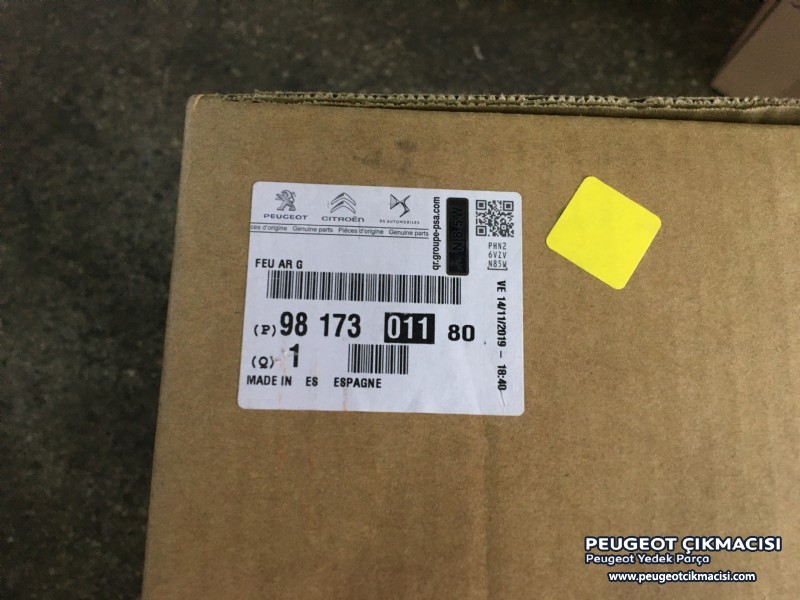 PEUGEOT CITROËN DS AUTOMOBILES
ces d'origine Genuine parts Pièces d'origine Genuine parts
qr.groupe-psa.com
PHN2
6VZV
N85W
FEU AR G
(P) 98 173 011 80
(Q) 1
MADE IN ES ESPAGNE
VE 14/11/2019 - 18:40
PEUGEOT ÇIKMACISI
Peugeot Yedek Parça
www.peugeotcikmacisi.com